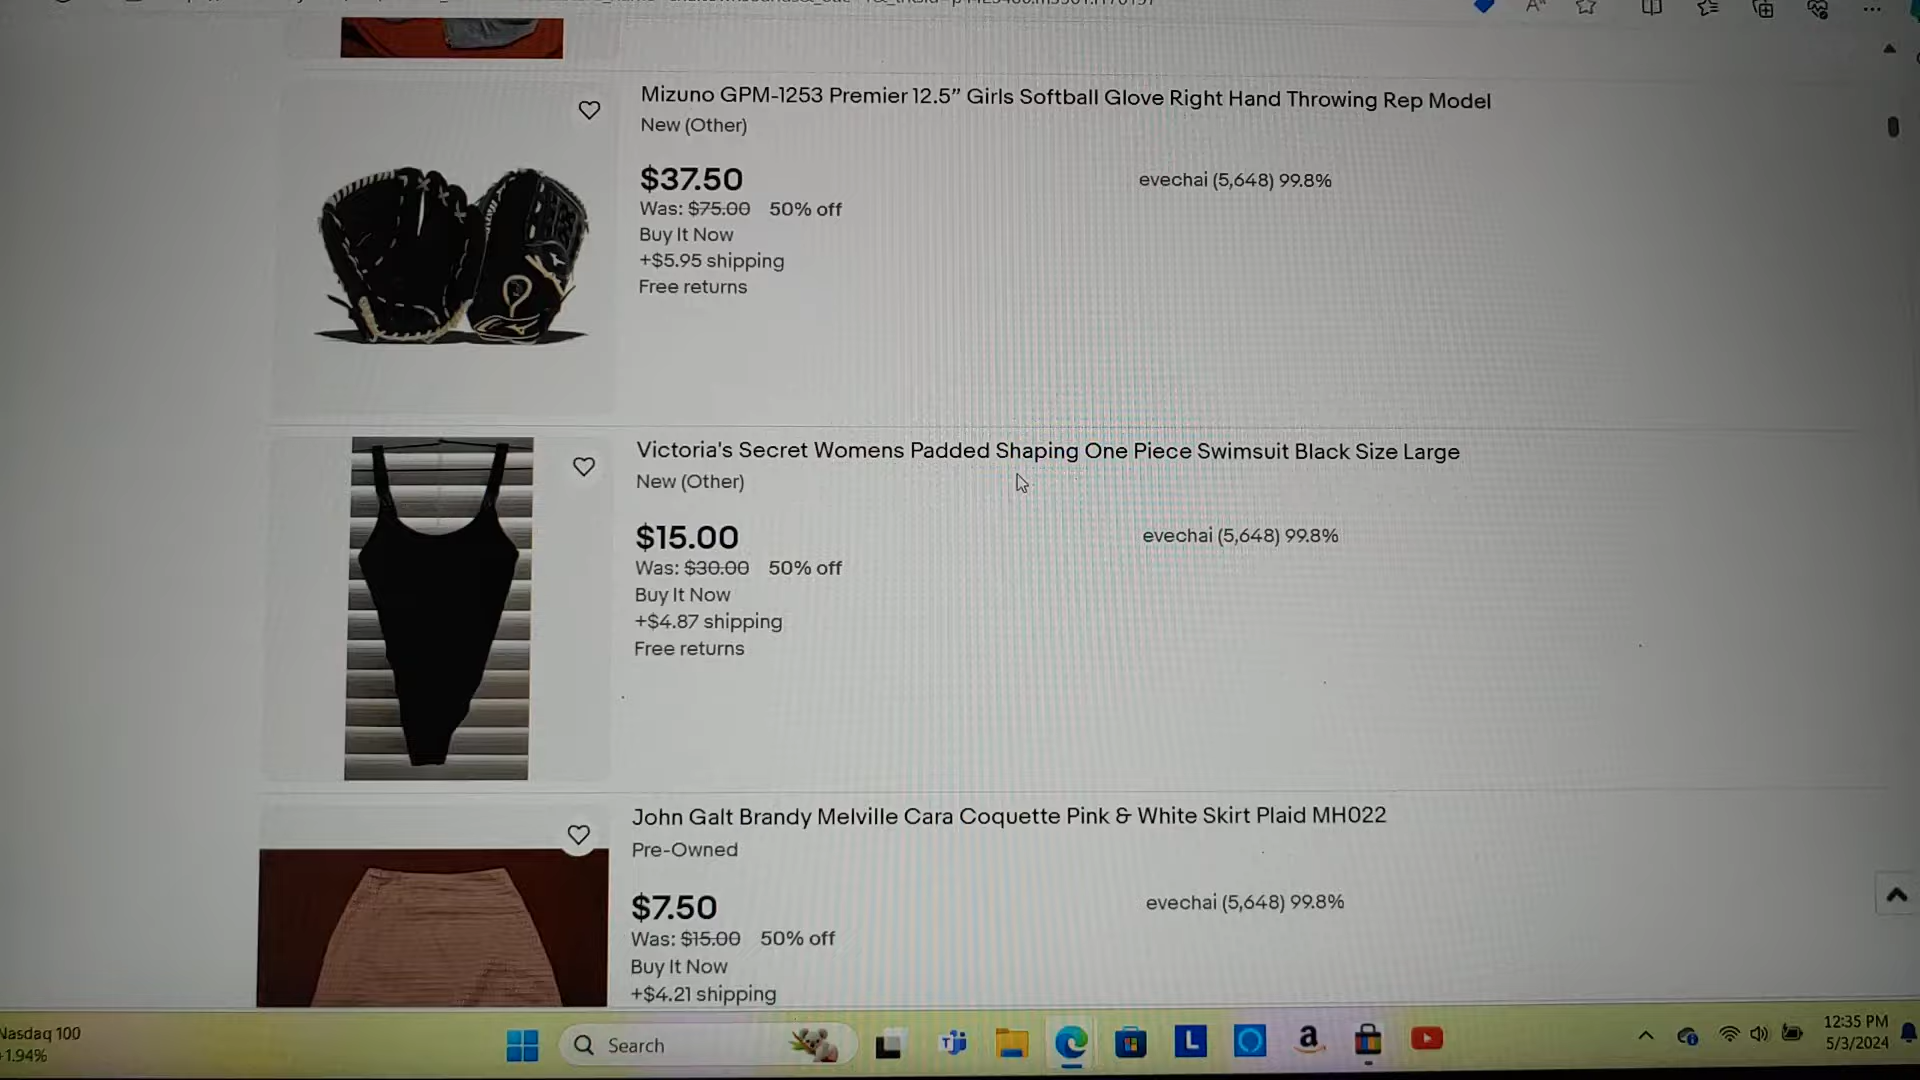 Mizuno GPM-1253 Premier 12.5” Girls Softball Glove Right Hand Throwing Rep Model
New (Other)
$37.50
evechai (5,648) 99.8%
Was: $75.00 50% off
Buy It Now
+$5.95 shipping
Free returns
Victoria's Secret Womens Padded Shaping One Piece Swimsuit Black Size Large
New (Other)
$15.00
evechai (5,648) 99.8%
Was: $30.00 50% off
Buy It Now
+$4.87 shipping
Free returns
John Galt Brandy Melville Cara Coquette Pink & White Skirt Plaid MH022
Pre-Owned
$7.50
evechai (5,648) 99.8%
Was: $15.00 50% off
Buy It Now
+$4.21 shipping
Nasdaq 100
+1.94%
Search
L
a
12:35 PM
5/3/2024